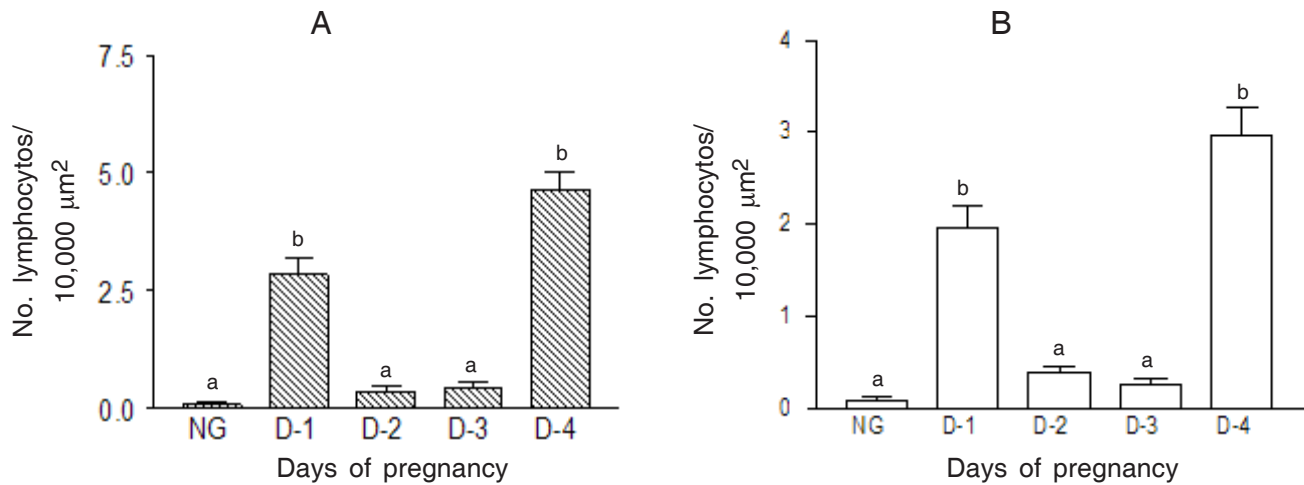 A
No. lymphocytos/
10,000 μm²
7.5
5.0
2.5
0.0
a
b
a
a
b
NG D-1 D-2 D-3 D-4
Days of pregnancy
B
No. lymphocytos/
10,000 μm²
4
3
2
1
0
a
b
a
a
b
NG D-1 D-2 D-3 D-4
Days of pregnancy